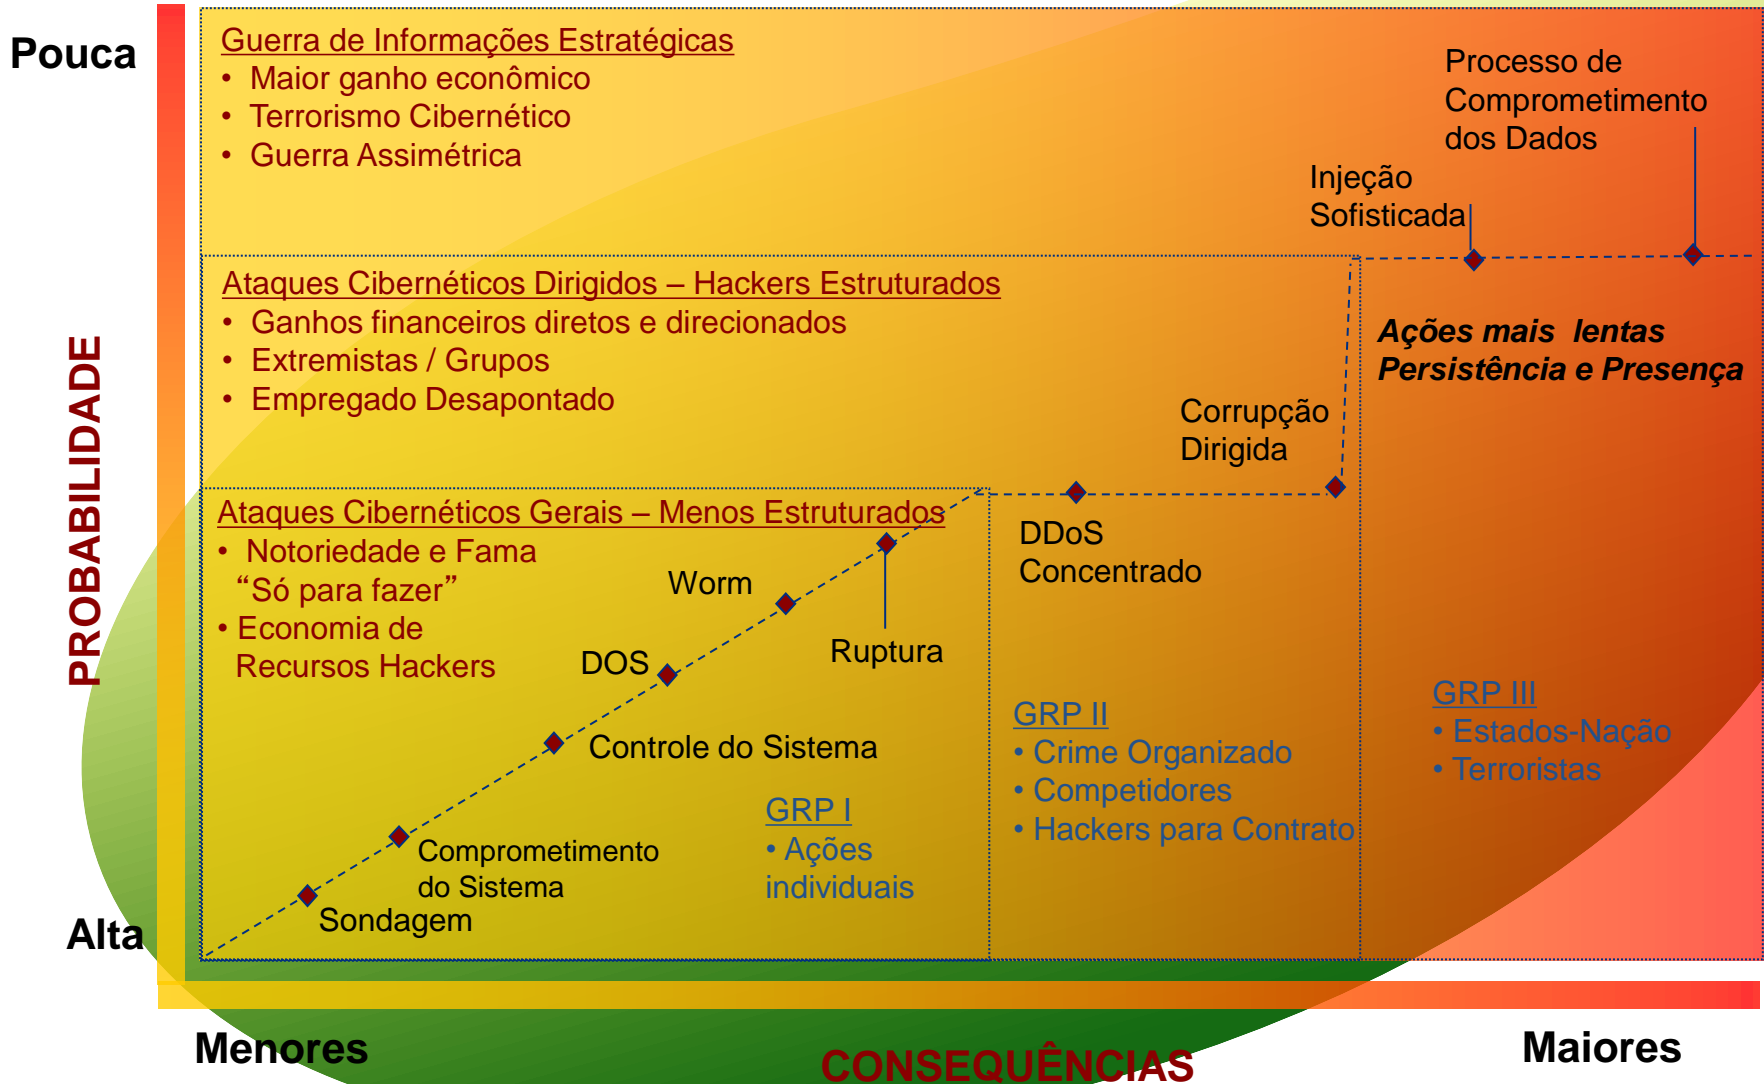 Pouca
Guerra de Informações Estratégicas
• Maior ganho econômico
• Terrorismo Cibernético
• Guerra Assimétrica
Processo de
Comprometimento
dos Dados
Injeção
Sofisticada
Ataques Cibernéticos Dirigidos – Hackers Estruturados
• Ganhos financeiros diretos e direcionados
• Extremistas / Grupos
• Empregado Desapontado
Ações mais lentas
Persistência e Presença
Corrupção
Dirigida
PROBABILIDADE
Ataques Cibernéticos Gerais – Menos Estruturados
• Notoriedade e Fama
“Só para fazer”
• Economia de
Recursos Hackers
DDoS
Concentrado
Worm
Ruptura
DOS
Controle do Sistema
Comprometimento
do Sistema
Sondagem
GRP I
• Ações
individuais
GRP II
• Crime Organizado
• Competidores
• Hackers para Contrato
GRP III
• Estados-Nação
• Terroristas
Alta
Menores
CONSEQUÊNCIAS
Maiores